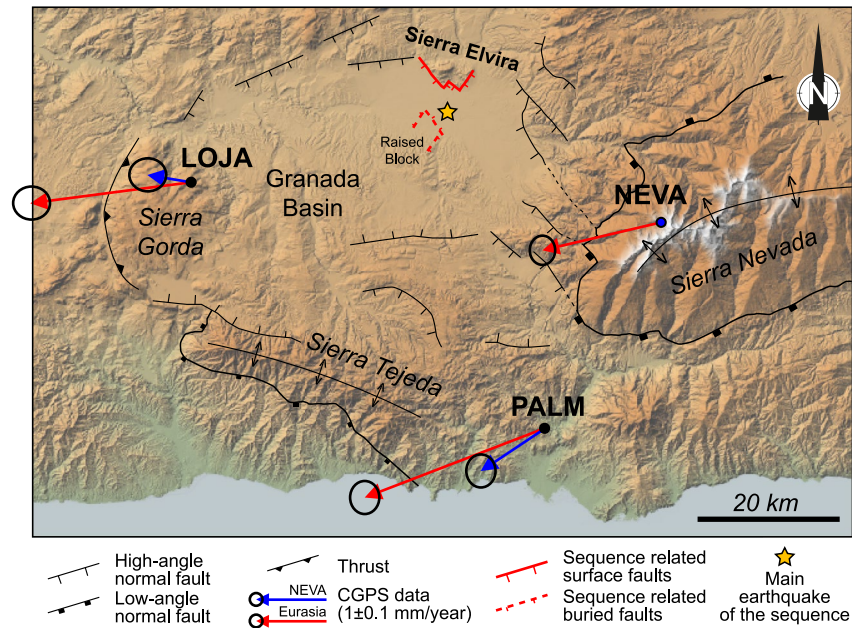 Sierra Elvira
N
Raised
Block
LOJA
Granada
Basin
NEVA
Sierra
Gorda
Sierra Nevada
Sierra Tejeda
PALM
20 km
High-angle
normal fault
Low-angle
normal fault
Thrust
NEVA
Eurasia
CGPS data
(1±0.1 mm/year)
Sequence related
surface faults
Sequence related
buried faults
Main
earthquake
of the sequence